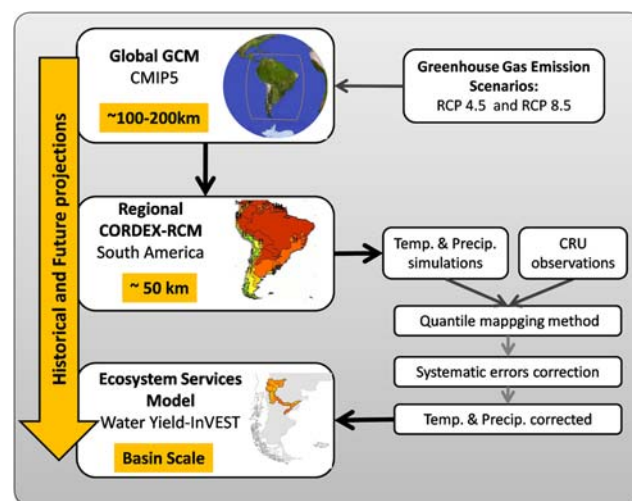 Global GCM
CMIP5
~100-200km
Greenhouse Gas Emission
Scenarios:
RCP 4.5 and RCP 8.5
Historical and Future projections
Regional
CORDEX-RCM
South America
~ 50 km
Temp. & Precip.
simulations
CRU
observations
Quantile mappging method
Systematic errors correction
Temp. & Precip. corrected
Ecosystem Services
Model
Water Yield-InVEST
Basin Scale